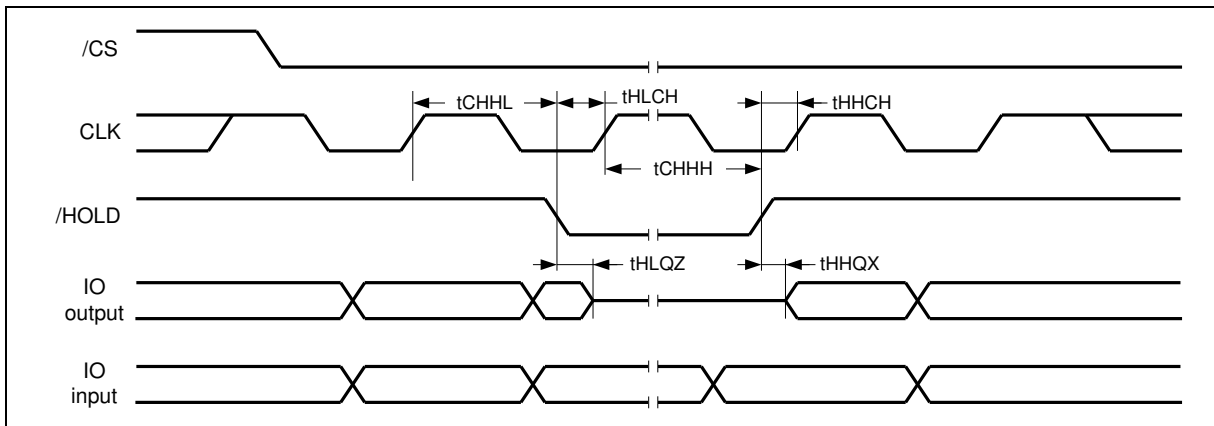 /CS
tCHHL
tHLCH
tHHCH
CLK
tCHHH
/HOLD
tHLQZ
tHHQX
IO
output
IO
input